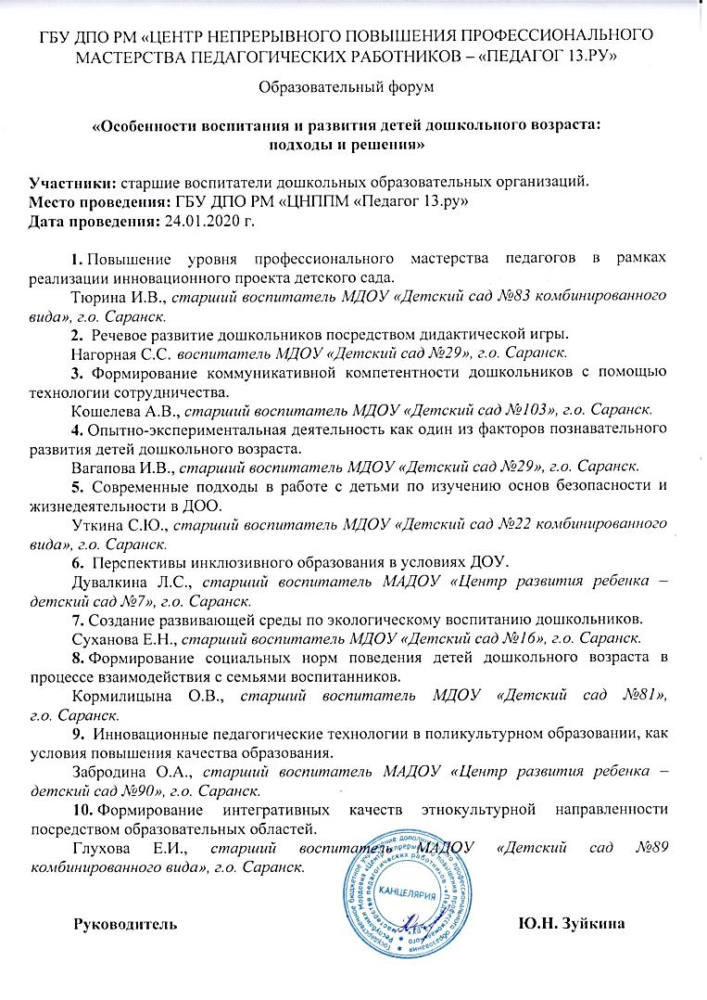 ГБУ ДПО РМ «ЦЕНТР НЕПРЕРЫВНОГО ПОВЫШЕНИЯ ПРОФЕССИОНАЛЬНОГО
МАСТЕРСТВА ПЕДАГОГИЧЕСКИХ РАБОТНИКОВ – «ПЕДАГОГ 13.РУ»
Образовательный форум
«Особенности воспитания и развития детей дошкольного возраста:
подходы и решения»
Участники: старшие воспитатели дошкольных образовательных организаций.
Место проведения: ГБУ ДПО РМ «ЦНППМ «Педагог 13.ру»
Дата проведения: 24.01.2020 г.
1. Повышение уровня профессионального мастерства педагогов в рамках
реализации инновационного проекта детского сада.
Тюрина И.В., старший воспитатель МДОУ «Детский сад №83 комбинированного
вида», г.о. Саранск.
2. Речевое развитие дошкольников посредством дидактической игры.
Нагорная С.С. воспитатель МДОУ «Детский сад №29», г.о. Саранск.
3. Формирование коммуникативной компетентности дошкольников с помощью
технологии сотрудничества.
Кошелева А.В., старший воспитатель МДОУ «Детский сад №103», г.о. Саранск.
4. Опытно-экспериментальная деятельность как один из факторов познавательного
развития детей дошкольного возраста.
Вагапова И.В., старший воспитатель МДОУ «Детский сад №29», г.о. Саранск.
5. Современные подходы в работе с детьми по изучению основ безопасности и
жизнедеятельности в ДОО.
Уткина С.Ю., старший воспитатель МДОУ «Детский сад №22 комбинированного
вида», г.о. Саранск.
6. Перспективы инклюзивного образования в условиях ДОУ.
Дувалкина Л.С., старший воспитатель МАДОУ «Центр развития ребенка –
детский сад №7», г.о. Саранск.
7. Создание развивающей среды по экологическому воспитанию дошкольников.
Суханова Е.Н., старший воспитатель МДОУ «Детский сад №16», г.о. Саранск.
8. Формирование социальных норм поведения детей дошкольного возраста в
процессе взаимодействия с семьями воспитанников.
Кормилицына О.В., старший воспитатель МДОУ «Детский сад №81»,
г.о. Саранск.
9. Инновационные педагогические технологии в поликультурном образовании, как
условия повышения качества образования.
Забродина О.А., старший воспитатель МАДОУ «Центр развития ребенка –
детский сад №90», г.о. Саранск.
10. Формирование интегративных качеств этнокультурной направленности
посредством образовательных областей.
Глухова Е.И., старший воспитатель МАДОУ «Детский сад №89
комбинированного вида», г.о. Саранск.
КАНЦЕЛЯРИЯ
Руководитель Ю.Н. Зуйкина